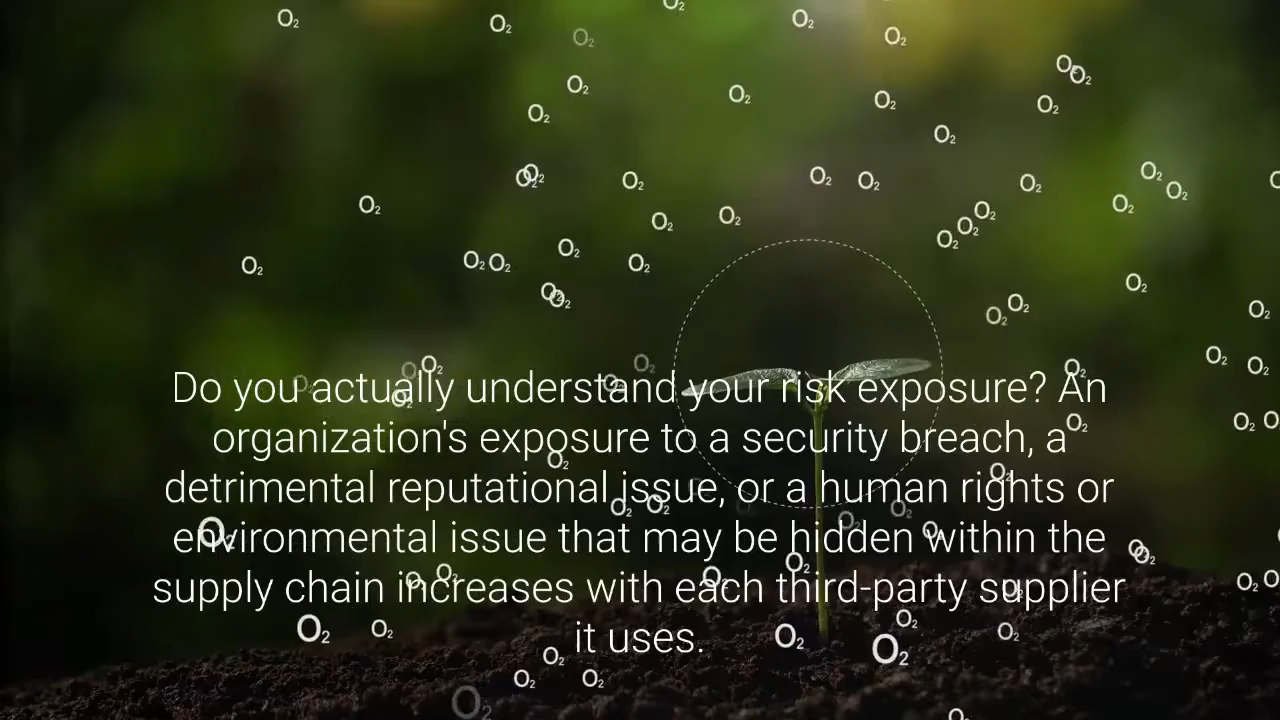 Do you actually understand your risk exposure? An
organization's exposure to a security breach, a
detrimental reputational issue, or a human rights or
environmental issue that may be hidden within the
supply chain increases with each third-party supplier
it uses.